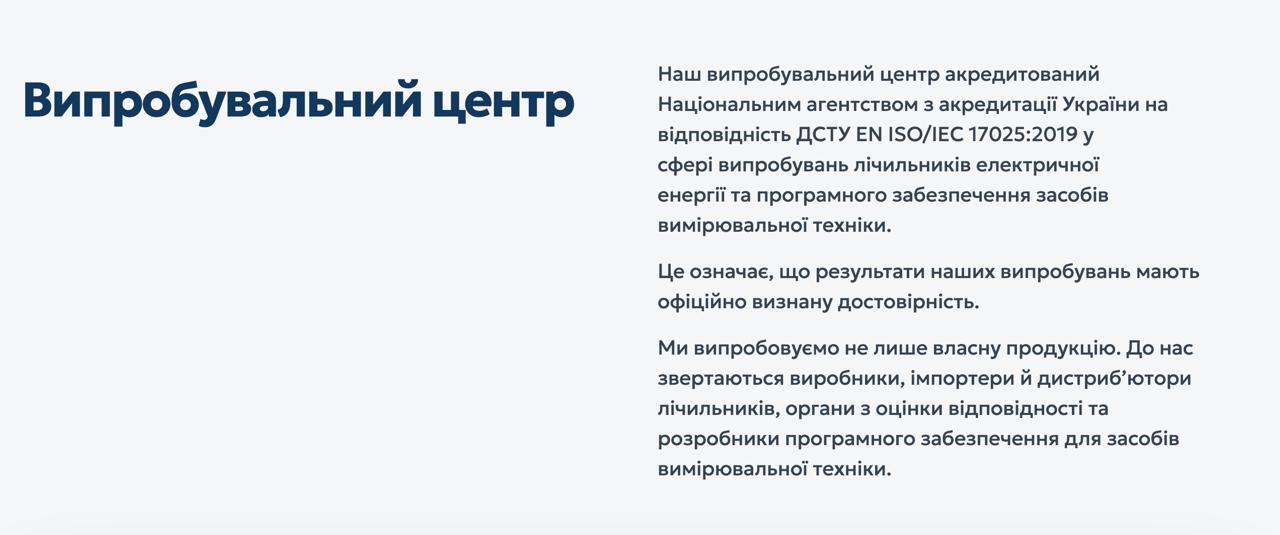 Випробувальний центр
Наш випробувальний центр акредитований
Національним агентством з акредитації України на
відповідність ДСТУ EN ISO/IEC 17025:2019 у
сфері випробувань лічильників електричної
енергії та програмного забезпечення засобів
вимірювальної техніки.
Це означає, що результати наших випробувань мають
офіційно визнану достовірність.
Ми випробовуємо не лише власну продукцію. До нас
звертаються виробники, імпортери й дистриб’ютори
лічильників, органи з оцінки відповідності та
розробники програмного забезпечення для засобів
вимірювальної техніки.